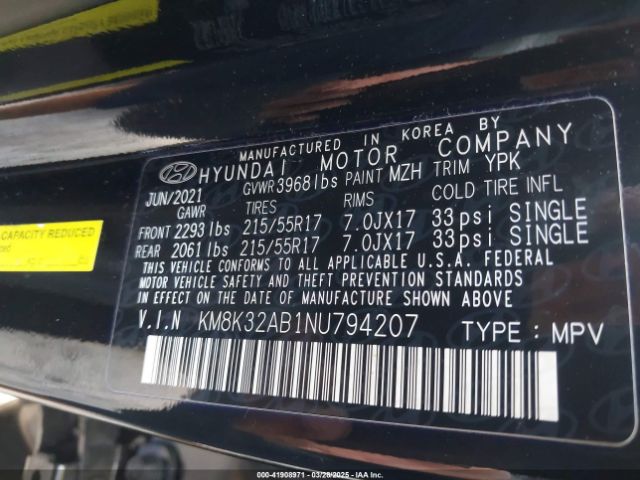 MANUFACTURED IN KOREA BY
HYUNDAI MOTOR COMPANY
JUN/2021 GVWR 3968 lbs PAINT MZH TRIM YPK
GAWR TIRES RIMS COLD TIRE INFL
FRONT 2293 lbs 215/55R17 7.0JX17 33psi SINGLE
REAR 2061 lbs 215/55R17 7.0JX17 33psi SINGLE
THIS VEHICLE CONFORMS TO ALL APPLICABLE U.S.A. FEDERAL
MOTOR VEHICLE SAFETY AND THEFT PREVENTION STANDARDS
IN EFFECT ON THE DATE OF MANUFACTURE SHOWN ABOVE.
V.I.N KM8K32AB1NU794207 TYPE : MPV
CAPACITY REDUCED
000-41908971 03/28/2025 IAAI.COM